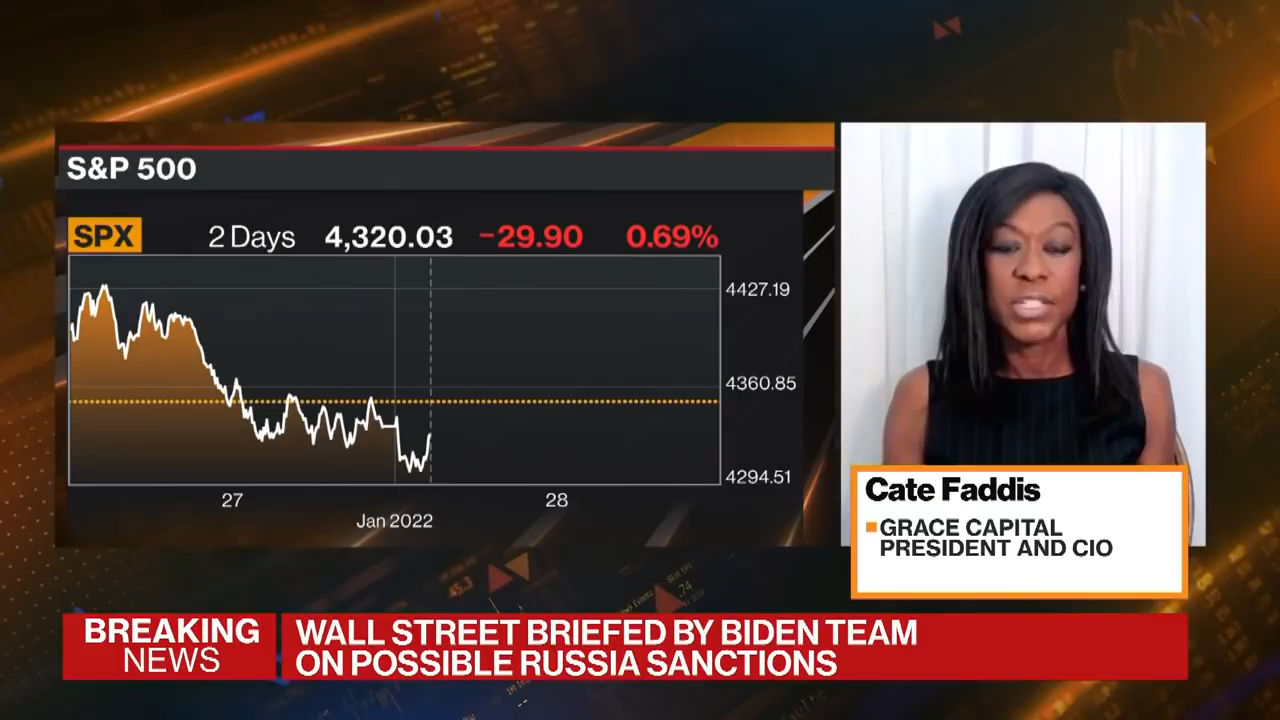 S&P 500
SPX 2 Days 4,320.03 -29.90 0.69%
4427.19
4360.85
4294.51
27 28
Jan 2022
Cate Faddis
GRACE CAPITAL
PRESIDENT AND CIO
45.3
BREAKING
NEWS
WALL STREET BRIEFED BY BIDEN TEAM
ON POSSIBLE RUSSIA SANCTIONS